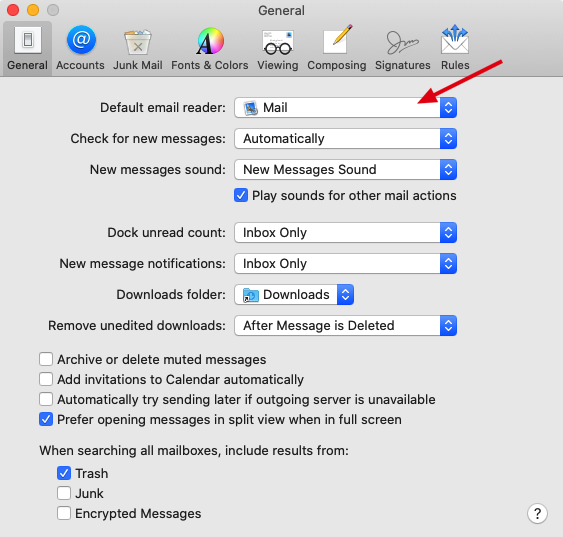 General
General Accounts Junk Mail Fonts & Colors Viewing Composing Signatures Rules
Default email reader: Mail
Check for new messages: Automatically
New messages sound: New Messages Sound
Play sounds for other mail actions
Dock unread count: Inbox Only
New message notifications: Inbox Only
Downloads folder: Downloads
Remove unedited downloads: After Message is Deleted
Archive or delete muted messages
Add invitations to Calendar automatically
Automatically try sending later if outgoing server is unavailable
Prefer opening messages in split view when in full screen
When searching all mailboxes, include results from:
Trash
Junk
Encrypted Messages
?